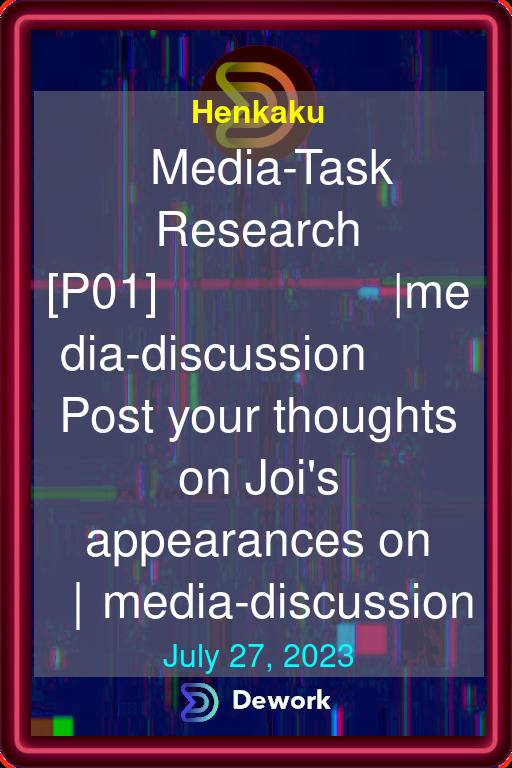 Henkaku
Media-Task
Research
[P01] |me
dia-discussion
Post your thoughts
on Joi's
appearances on
| media-discussion
July 27, 2023
Dework